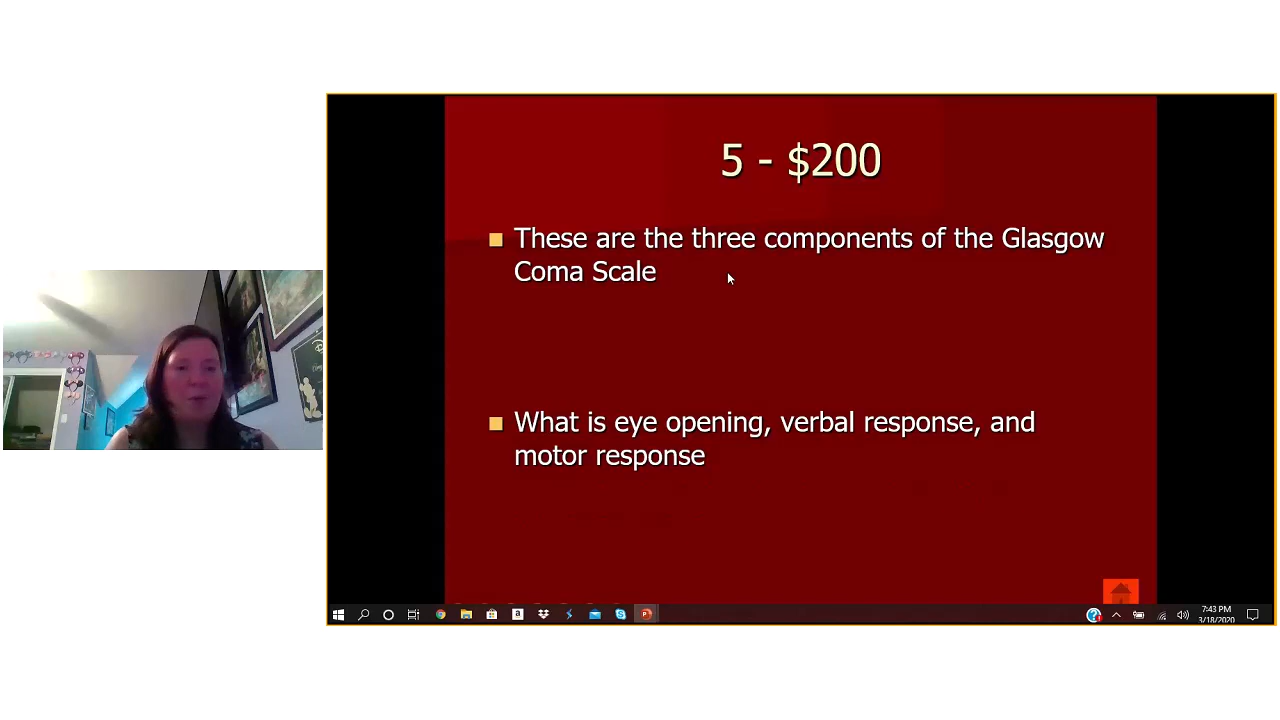 5 - $200
These are the three components of the Glasgow
Coma Scale
What is eye opening, verbal response, and
motor response
7:43 PM
3/18/2020